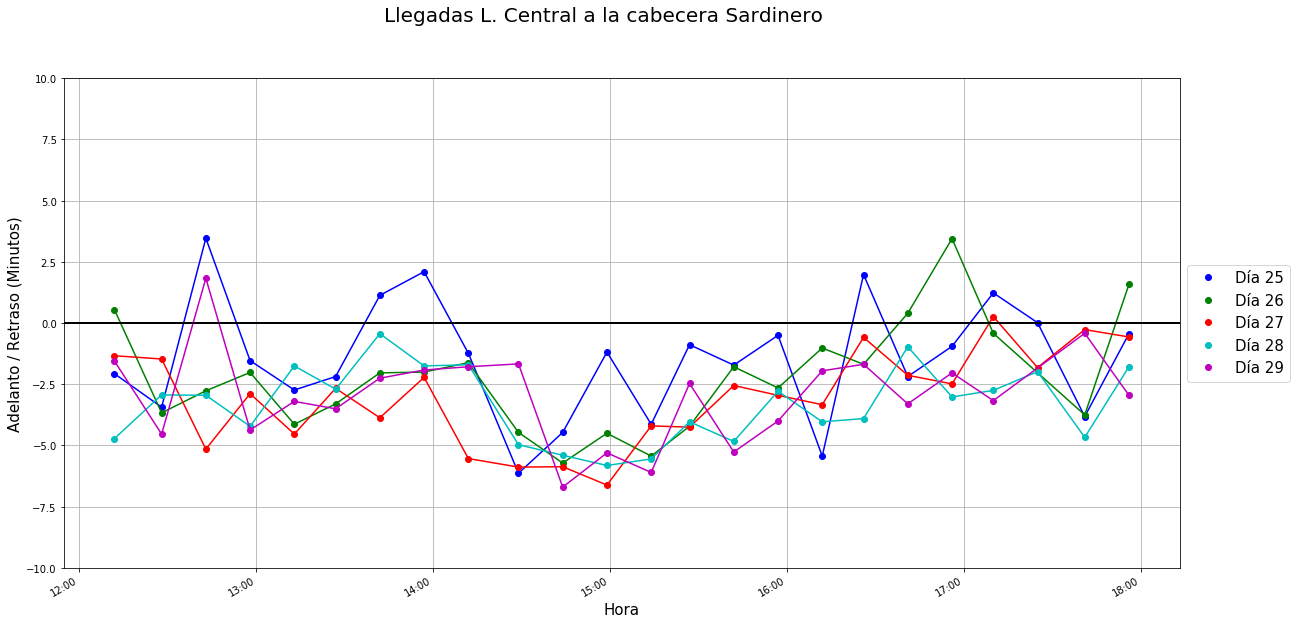 Llegadas L. Central a la cabecera Sardinero
Adelanto / Retraso (Minutos)
10.0
7.5
5.0
2.5
0.0
−2.5
−5.0
−7.5
−10.0
12:00
13:00
14:00
15:00
16:00
17:00
18:00
Hora
Día 25
Día 26
Día 27
Día 28
Día 29